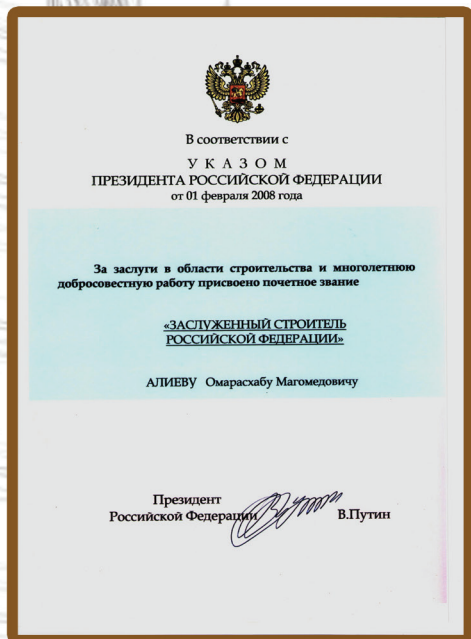 В соответствии с
У К А З О М
ПРЕЗИДЕНТА РОССИЙСКОЙ ФЕДЕРАЦИИ
от 01 февраля 2008 года
За заслуги в области строительства и многолетнюю
добросовестную работу присвоено почетное звание
«ЗАСЛУЖЕННЫЙ СТРОИТЕЛЬ
РОССИЙСКОЙ ФЕДЕРАЦИИ»
АЛИЕВУ Омарасхабу Магомедовичу
Президент
Российской Федерации В.Путин